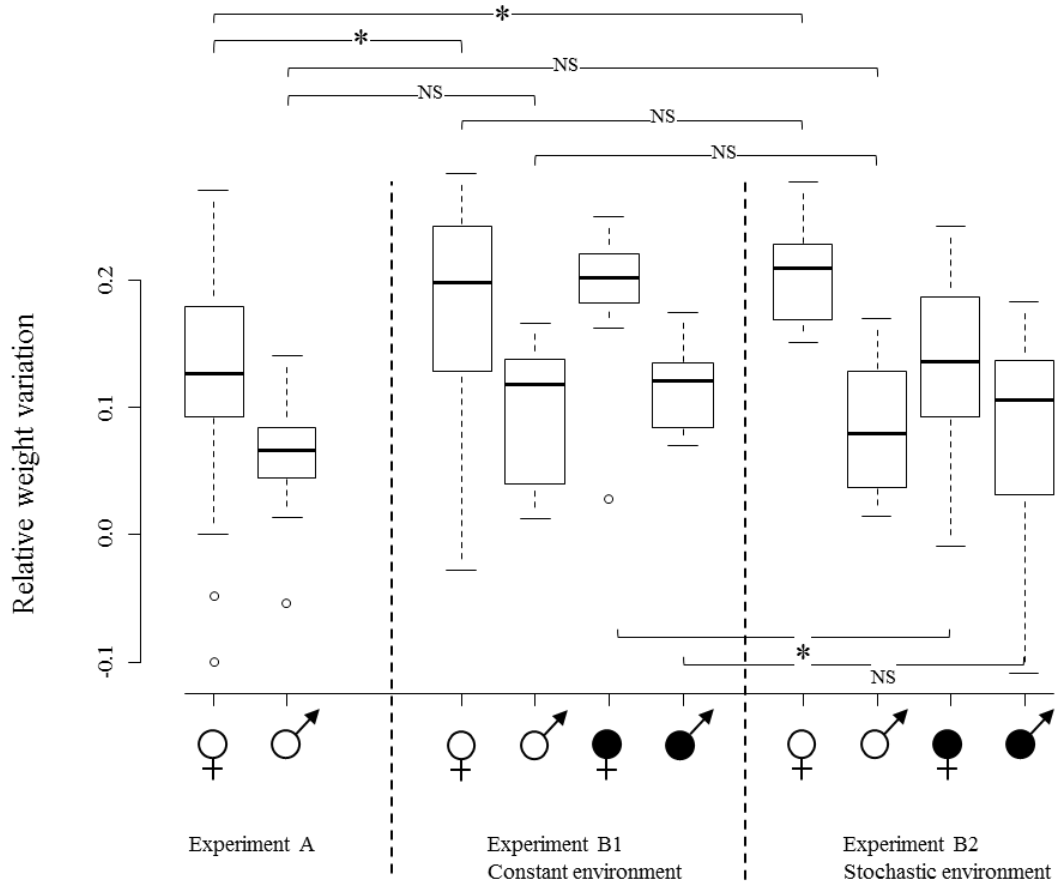 *
*
NS
NS
NS
NS
Relative weight variation
0.2
0.1
0.0
-0.1
*
NS
Experiment A
Experiment B1
Constant environment
Experiment B2
Stochastic environment